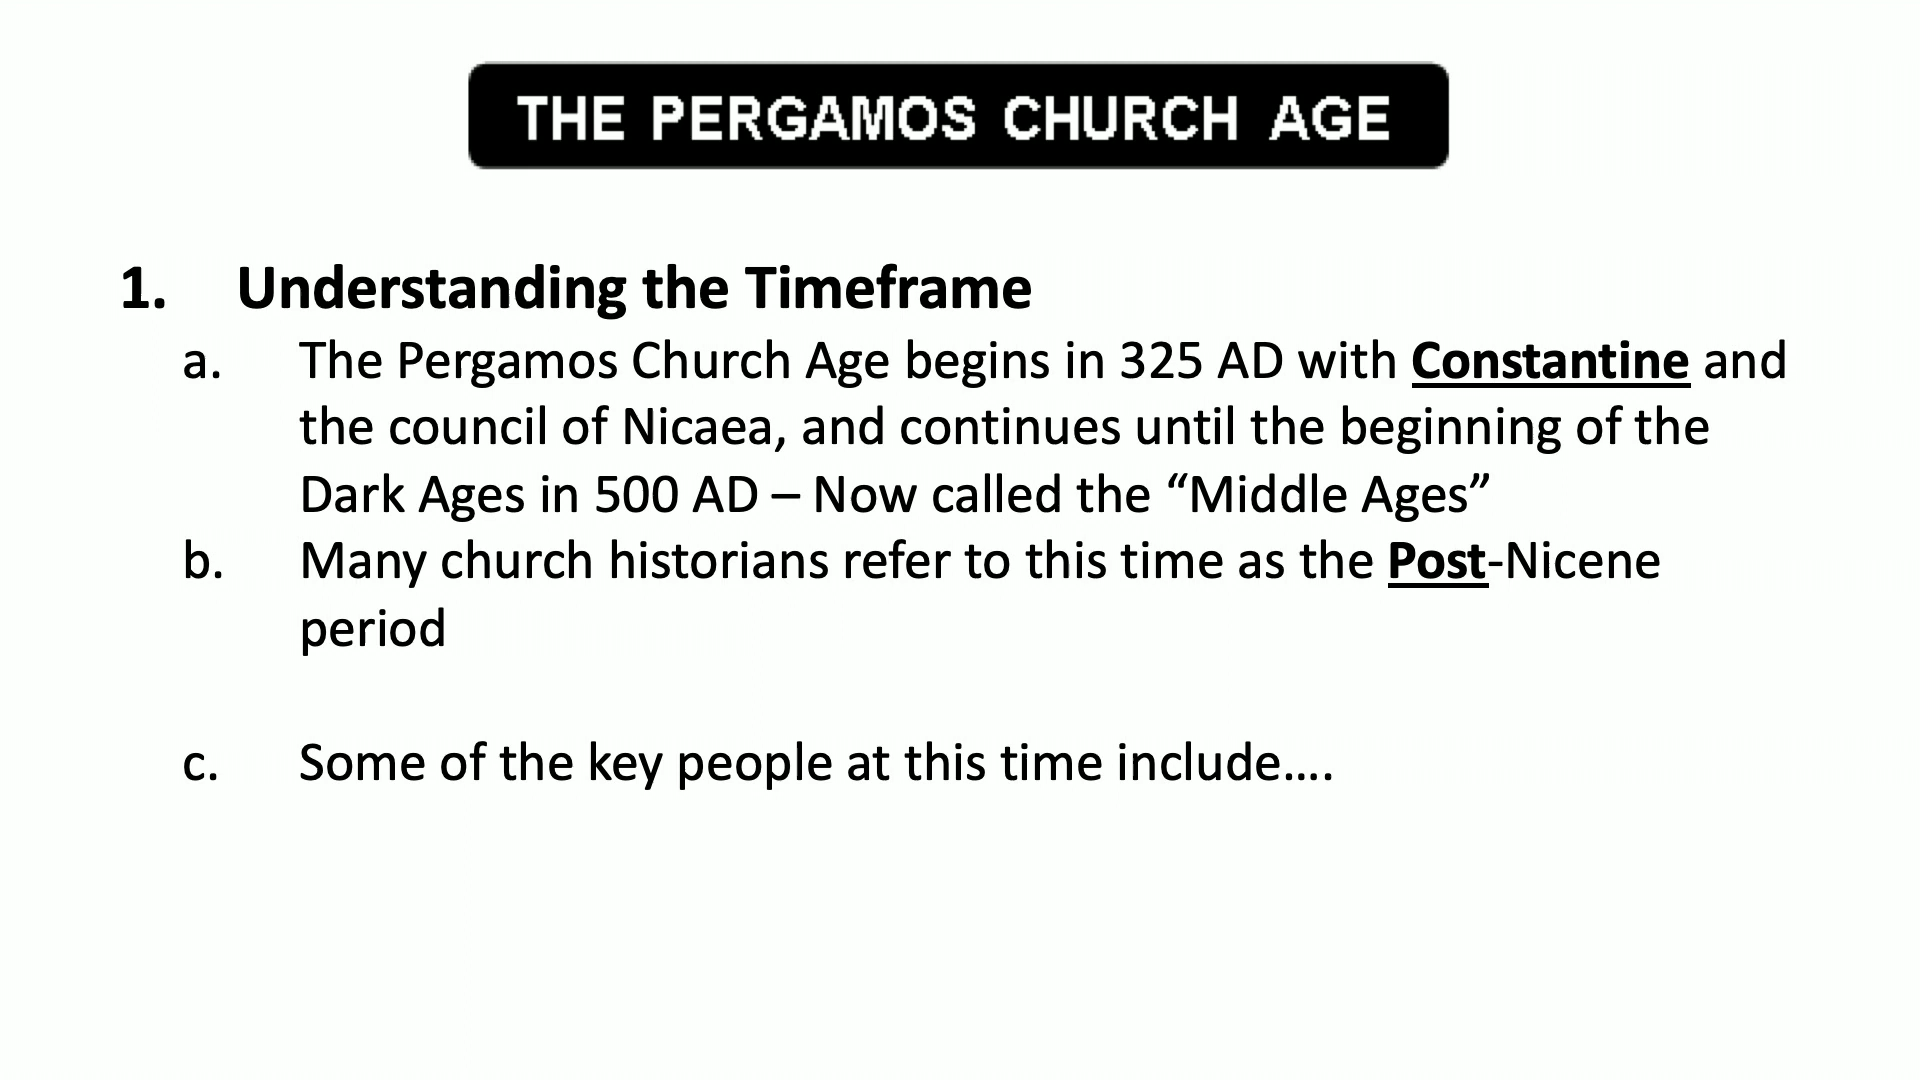 THE PERGAMOS CHURCH AGE
1. Understanding the Timeframe
a. The Pergamos Church Age begins in 325 AD with Constantine and
the council of Nicaea, and continues until the beginning of the
Dark Ages in 500 AD – Now called the “Middle Ages”
b. Many church historians refer to this time as the Post-Nicene
period
c. Some of the key people at this time include….